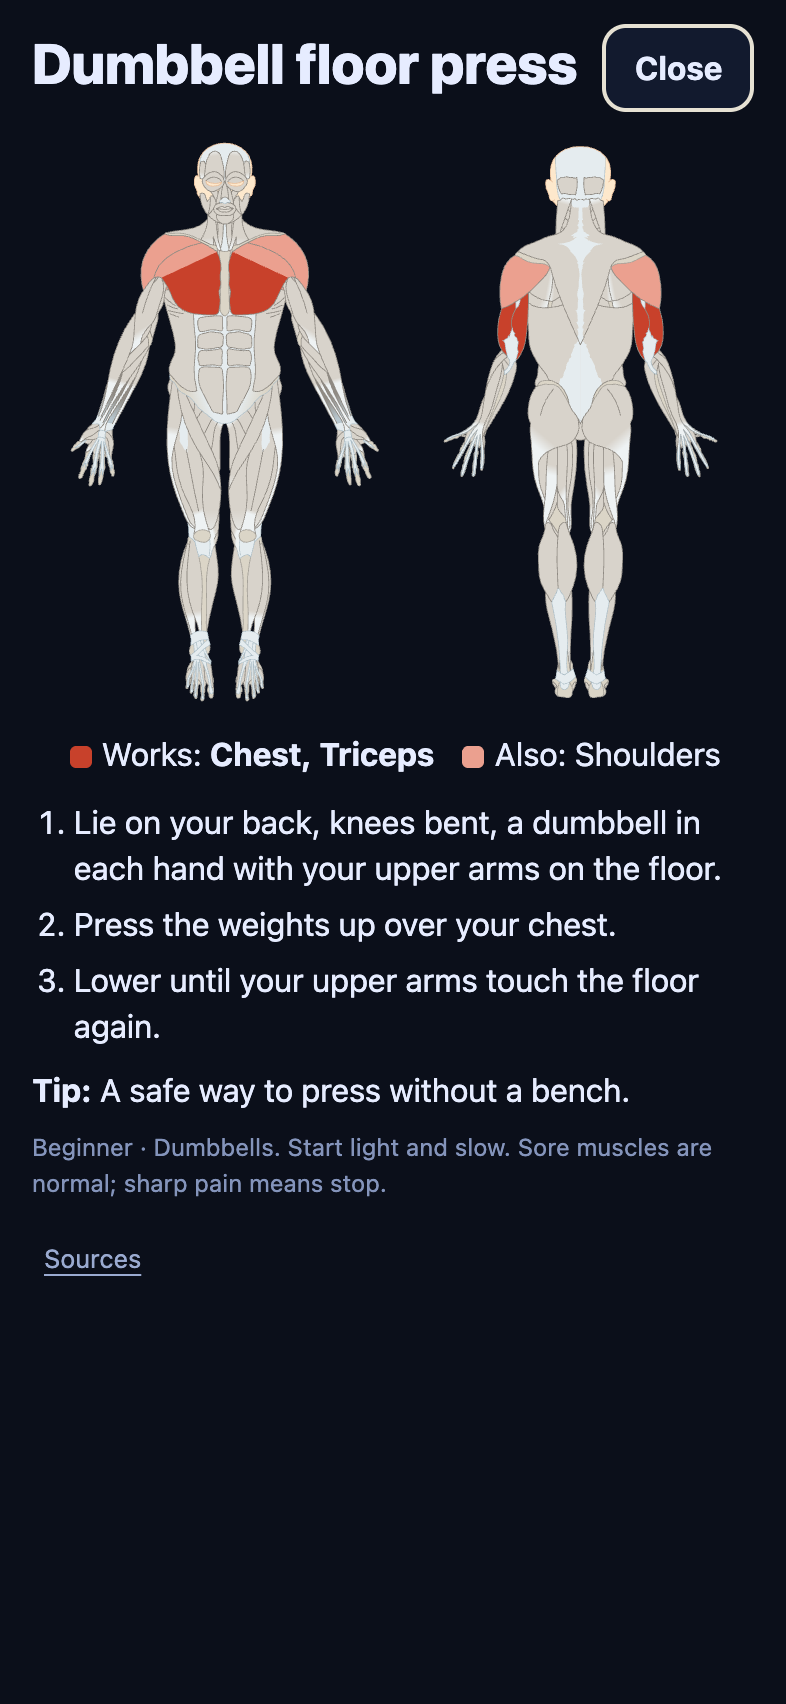 Dumbbell floor press
Close
Works: Chest, Triceps Also: Shoulders
1. Lie on your back, knees bent, a dumbbell in
each hand with your upper arms on the floor.
2. Press the weights up over your chest.
3. Lower until your upper arms touch the floor
again.
Tip: A safe way to press without a bench.
Beginner · Dumbbells. Start light and slow. Sore muscles are
normal; sharp pain means stop.
Sources